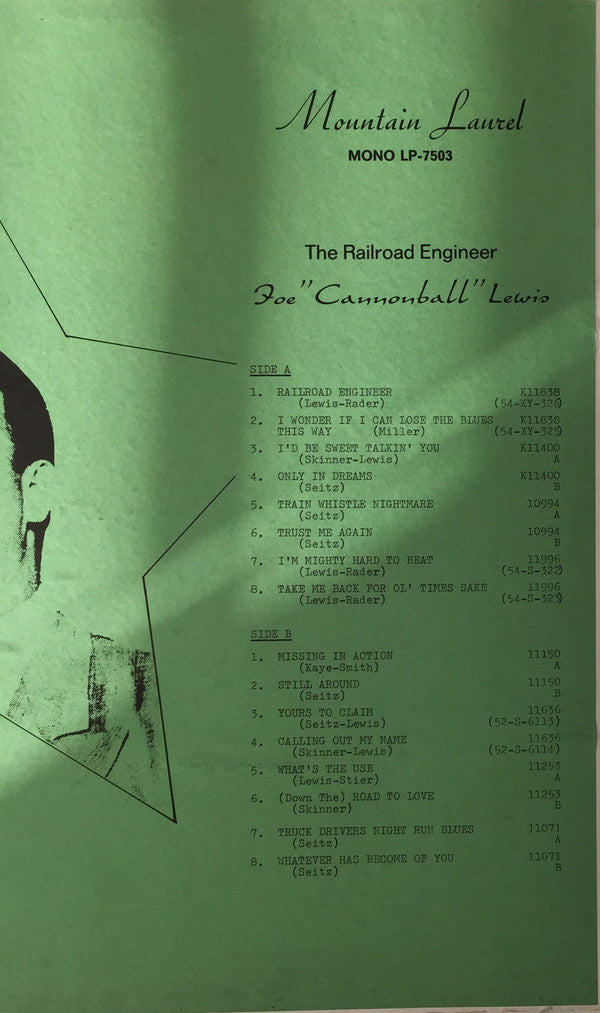 Mountain Laurel
MONO LP-7503
The Railroad Engineer
Joe "Cannonball" Lewis
SIDE A
1. RAILROAD ENGINEER K11838
(Lewis-Rader) (54-XY-326)
2. I WONDER IF I CAN LOSE THE BLUES K11838
THIS WAY (Miller) (54-XY-325)
3. I'D BE SWEET TALKIN' YOU K11400
(Skinner-Lewis) A
4. ONLY IN DREAMS K11400
(Seitz) B
5. TRAIN WHISTLE NIGHTMARE 10994
(Seitz) A
6. TRUST ME AGAIN 10994
(Seitz) B
7. I'M MIGHTY HARD TO BEAT 11996
(Lewis-Rader) (54-S-322)
8. TAKE ME BACK FOR OL' TIMES SAKE 11996
(Lewis-Rader) (54-S-323)
SIDE B
1. MISSING IN ACTION 11150
(Kaye-Smith) A
2. STILL AROUND 11150
(Seitz) B
3. YOURS TO CLAIM 11636
(Seitz-Lewis) (52-S-6113)
4. CALLING OUT MY NAME 11636
(Skinner-Lewis) (52-S-6114)
5. WHAT'S THE USE 11253
(Lewis-Stier) A
6. (Down The) ROAD TO LOVE 11253
(Skinner) B
7. TRUCK DRIVERS NIGHT RUN BLUES 11071
(Seitz) A
8. WHATEVER HAS BECOME OF YOU 11071
(Seitz) B